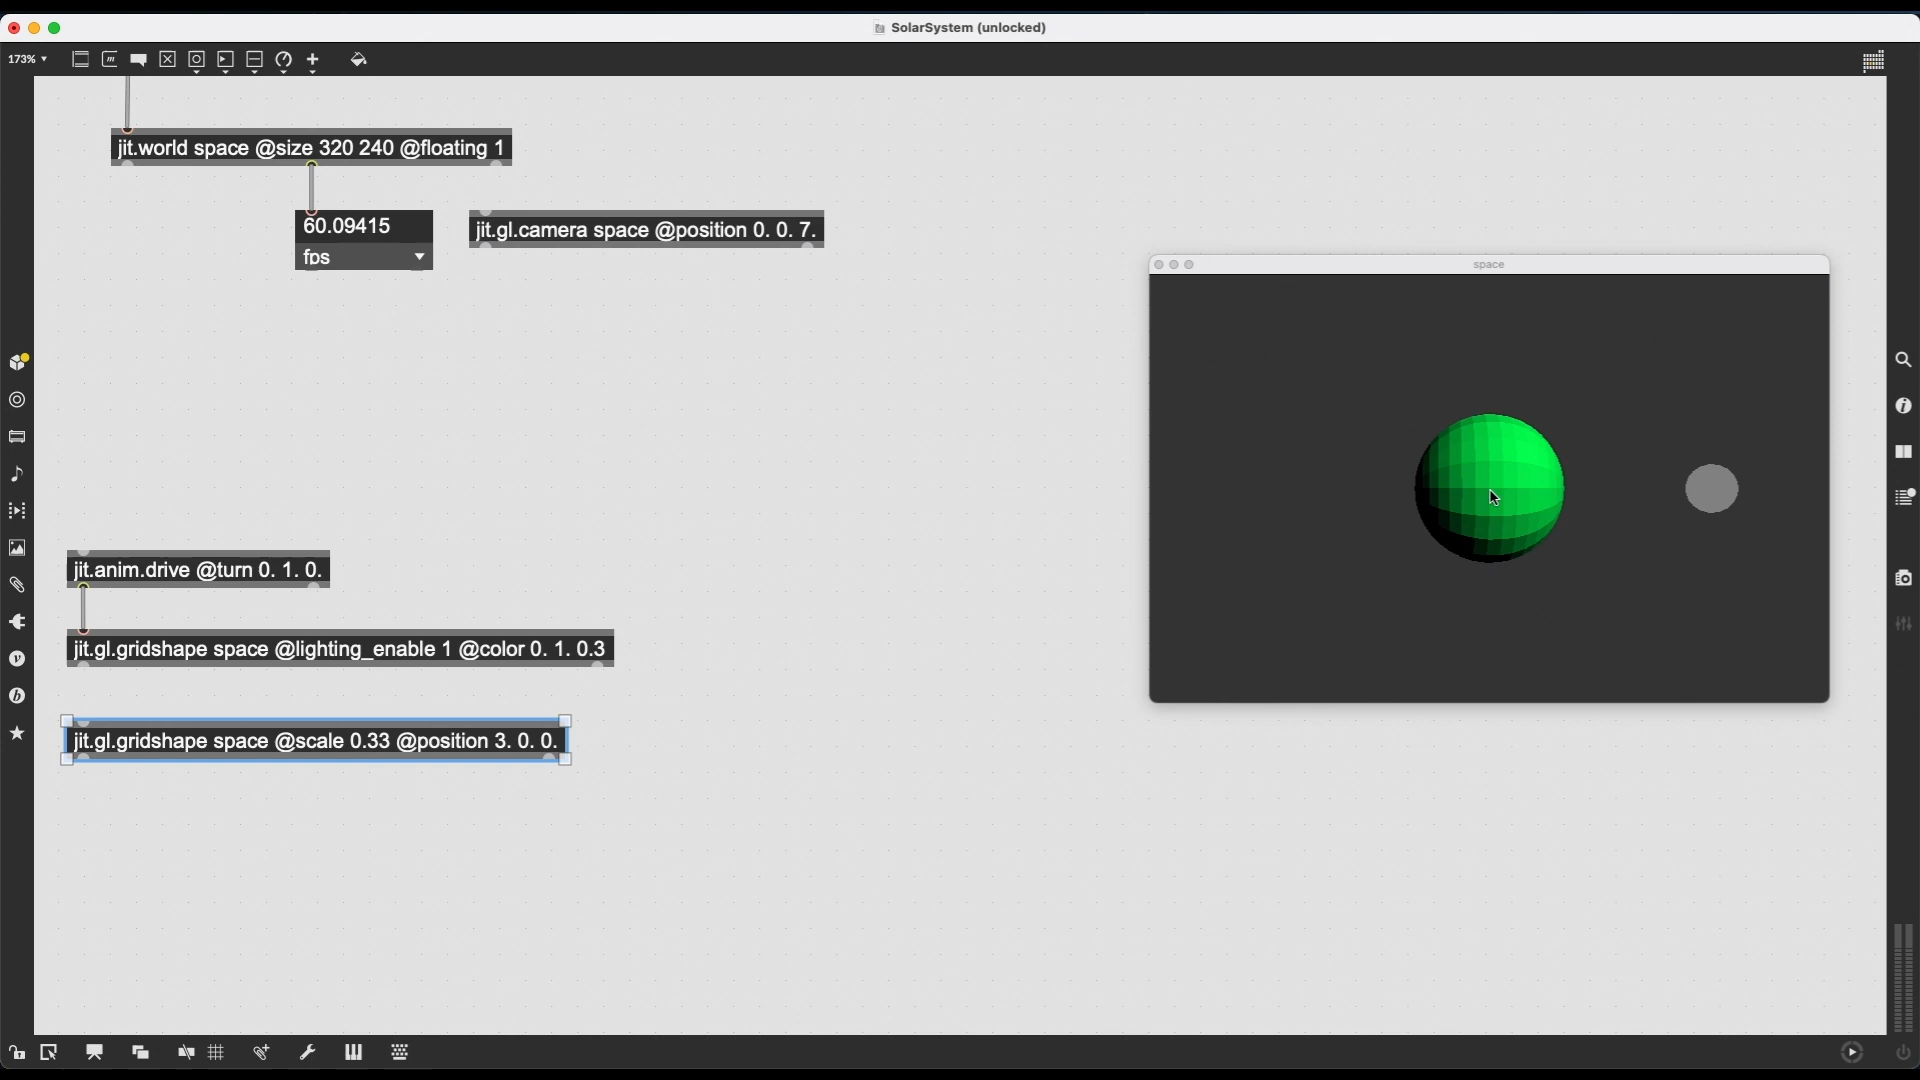 SolarSystem (unlocked)
173%
jit.world space @size 320 240 @floating 1
60.09415
fps
jit.gl.camera space @position 0. 0. 7.
space
jit.anim.drive @turn 0. 1. 0.
jit.gl.gridshape space @lighting_enable 1 @color 0. 1. 0.3
jit.gl.gridshape space @scale 0.33 @position 3. 0. 0.